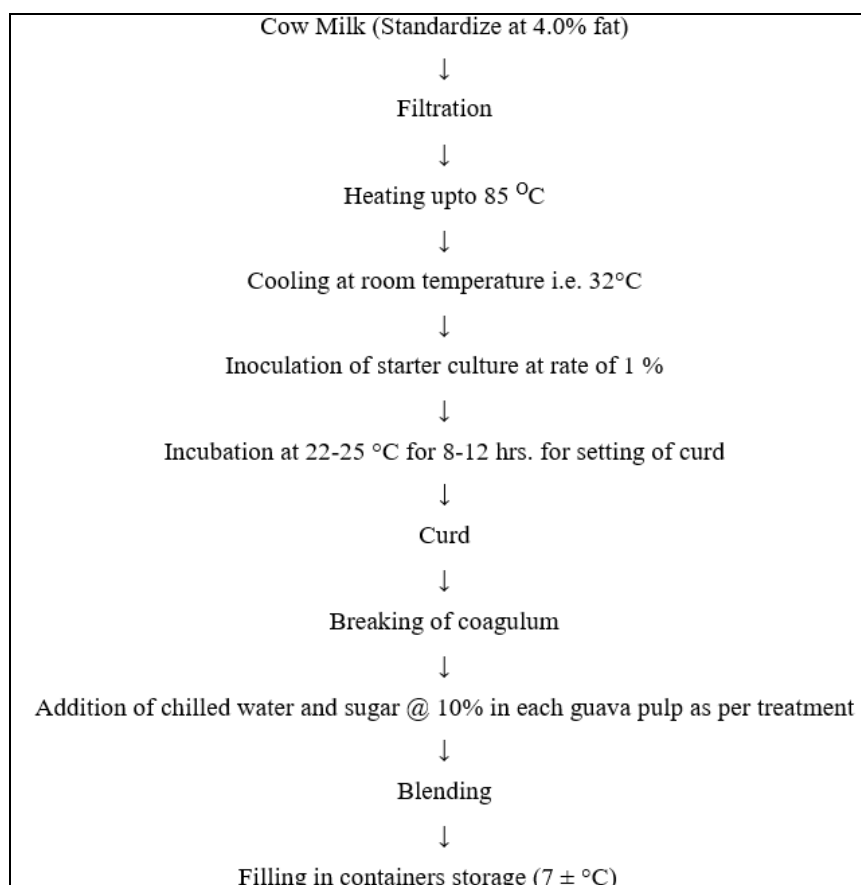 Cow Milk (Standardize at 4.0% fat)
↓
Filtration
↓
Heating upto 85 ᴼC
↓
Cooling at room temperature i.e. 32°C
↓
Inoculation of starter culture at rate of 1 %
↓
Incubation at 22-25 °C for 8-12 hrs. for setting of curd
↓
Curd
↓
Breaking of coagulum
↓
Addition of chilled water and sugar @ 10% in each guava pulp as per treatment
↓
Blending
↓
Filling in containers storage (7 ± °C)